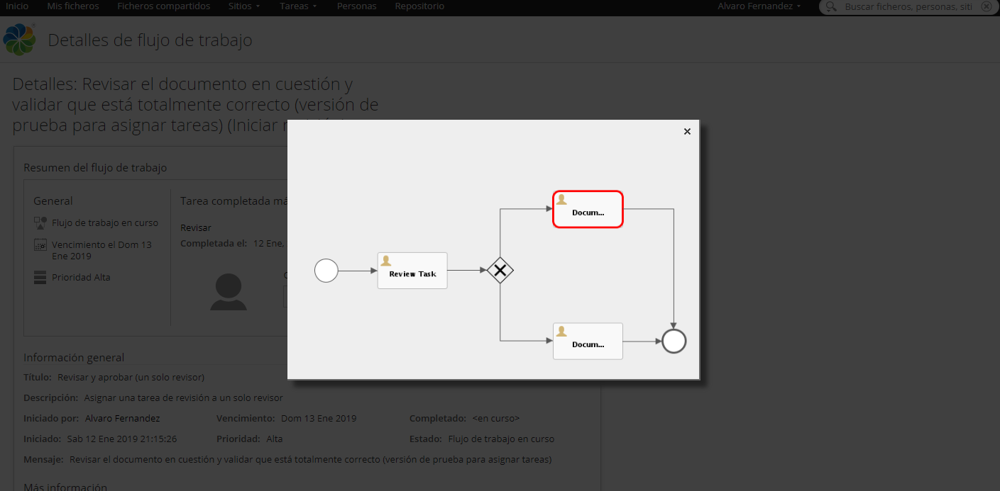 Inicio Mis ficheros Ficheros compartidos Sitios Tareas Personas Repositorio Alvaro Fernandez Buscar ficheros, personas, siti
Detalles de flujo de trabajo
Detalles: Revisar el documento en cuestión y
validar que está totalmente correcto (versión de
prueba para asignar tareas) (Iniciar
Resumen del flujo de trabajo
General
Flujo de trabajo en curso
Vencimiento el Dom 13
Ene 2019
Prioridad Alta
Tarea completada má
Revisar
Completada el: 12 Ene,
Docum...
Review Task
Docum...
Información general
Título: Revisar y aprobar (un solo revisor)
Descripción: Asignar una tarea de revisión a un solo revisor
Iniciado por: Alvaro Fernandez Vencimiento: Dom 13 Ene 2019 Completado: <en curso>
Iniciado: Sab 12 Ene 2019 21:15:26 Prioridad: Alta Estado: Flujo de trabajo en curso
Mensaje: Revisar el documento en cuestión y validar que está totalmente correcto (versión de prueba para asignar tareas)
Más información